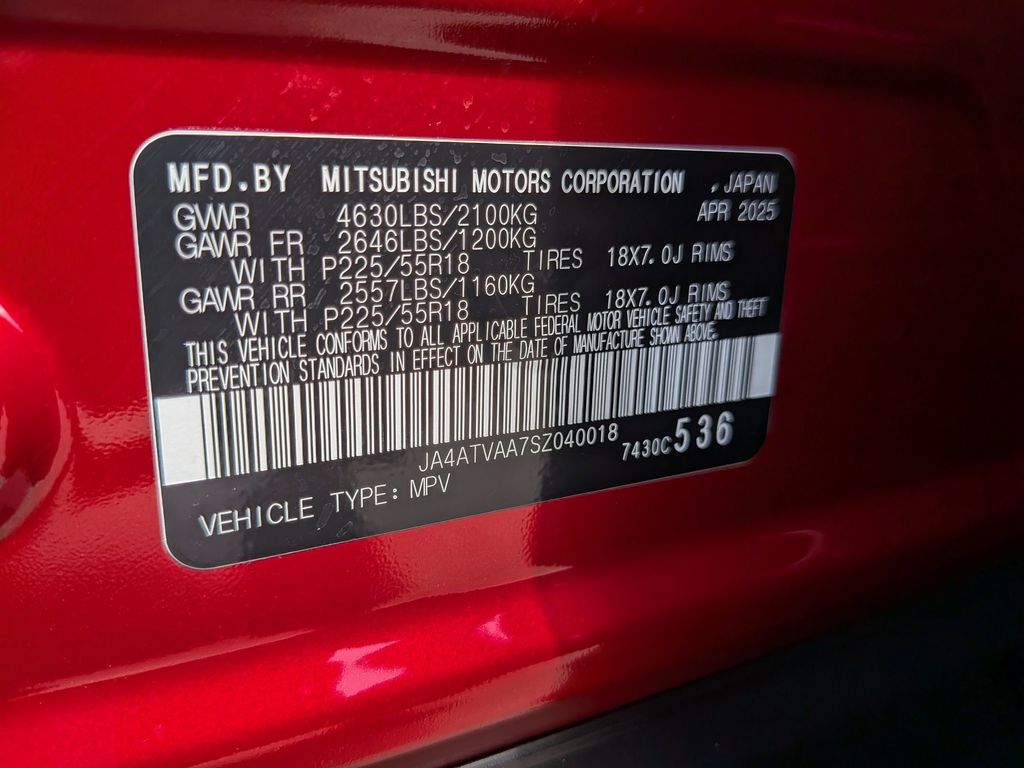 MFD.BY MITSUBISHI MOTORS CORPORATION , JAPAN
APR 2025
GVWR 4630LBS/2100KG
GAWR FR 2646LBS/1200KG
WITH P225/55R18 TIRES 18X7.0J RIMS
GAWR RR 2557LBS/1160KG
WITH P225/55R18 TIRES 18X7.0J RIMS
THIS VEHICLE CONFORMS TO ALL APPLICABLE FEDERAL MOTOR VEHICLE SAFETY AND THEFT
PREVENTION STANDARDS IN EFFECT ON THE DATE OF MANUFACTURE SHOWN ABOVE.
JA4ATVAA7SZ040018 7430C536
VEHICLE TYPE: MPV